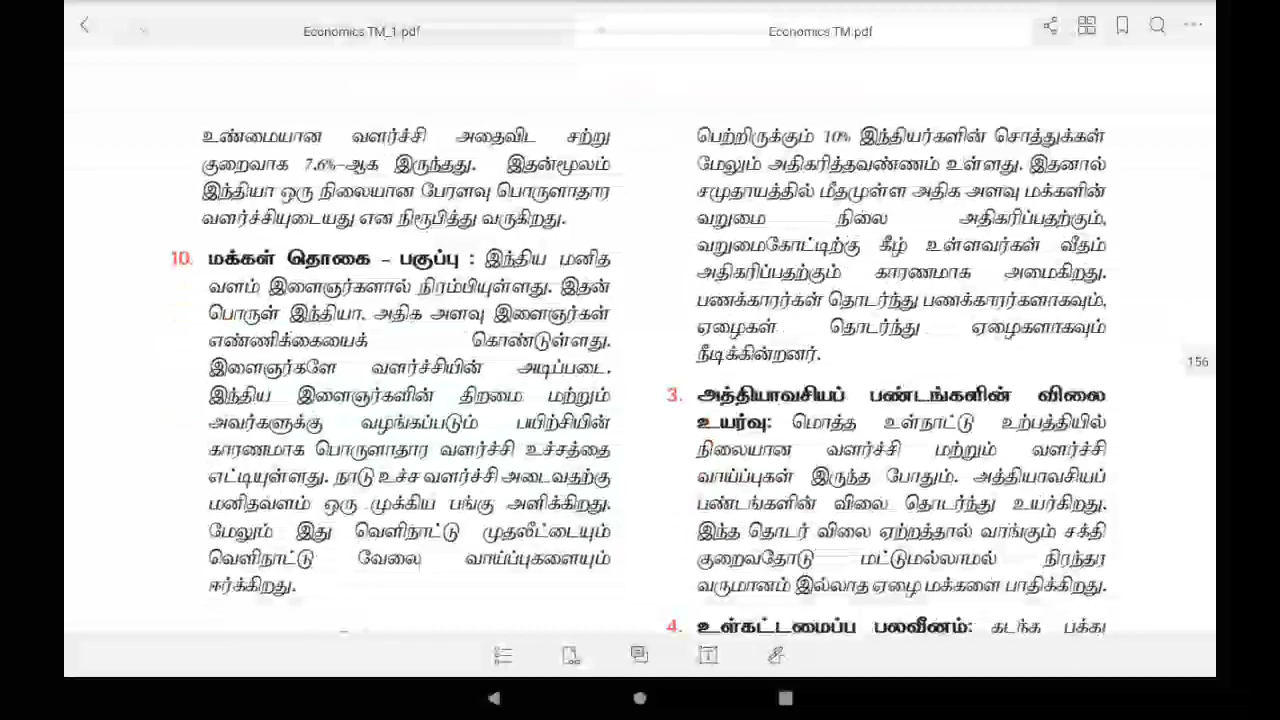 Economics TM_1.pdf
Economics TM.pdf
உண்மையான வளர்ச்சி அதைவிட சற்று
குறைவாக 7.6%-ஆக இருந்தது. இதன்மூலம்
இந்தியா ஒரு நிலையான பேரளவு பொருளாதார
வளர்ச்சியுடையது என நிரூபித்து வருகிறது.
10. மக்கள் தொகை – பகுப்பு : இந்திய மனித
வளம் இளைஞர்களால் நிரம்பியுள்ளது. இதன்
பொருள் இந்தியா, அதிக அளவு இளைஞர்கள்
எண்ணிக்கையைக் கொண்டுள்ளது.
இளைஞர்களே வளர்ச்சியின் அடிப்படை.
இந்திய இளைஞர்களின் திறமை மற்றும்
அவர்களுக்கு வழங்கப்படும் பயிற்சியின்
காரணமாக பொருளாதார வளர்ச்சி உச்சத்தை
எட்டியுள்ளது. நாடு உச்ச வளர்ச்சி அடைவதற்கு
மனிதவளம் ஒரு முக்கிய பங்கு அளிக்கிறது.
மேலும் இது வெளிநாட்டு முதலீட்டையும்
வெளிநாட்டு வேலை வாய்ப்புகளையும்
ஈர்க்கிறது.
பெற்றிருக்கும் 10% இந்தியர்களின் சொத்துக்கள்
மேலும் அதிகரித்தவண்ணம் உள்ளது. இதனால்
சமுதாயத்தில் மீதமுள்ள அதிக அளவு மக்களின்
வறுமை நிலை அதிகரிப்பதற்கும்,
வறுமைகோட்டிற்கு கீழ் உள்ளவர்கள் வீதம்
அதிகரிப்பதற்கும் காரணமாக அமைகிறது.
பணக்காரர்கள் தொடர்ந்து பணக்காரர்களாகவும்,
ஏழைகள் தொடர்ந்து ஏழைகளாகவும்
நீடிக்கின்றனர்.
3. அத்தியாவசியப் பண்டங்களின் விலை
உயர்வு: மொத்த உள்நாட்டு உற்பத்தியில்
நிலையான வளர்ச்சி மற்றும் வளர்ச்சி
வாய்ப்புகள் இருந்த போதும். அத்தியாவசியப்
பண்டங்களின் விலை தொடர்ந்து உயர்கிறது.
இந்த தொடர் விலை ஏற்றத்தால் வாங்கும் சக்தி
குறைவதோடு மட்டுமல்லாமல் நிரந்தர
வருமானம் இல்லாத ஏழை மக்களை பாதிக்கிறது.
4. உள்கட்டமைப்பு பலவீனம்: கடந்த பத்து
156